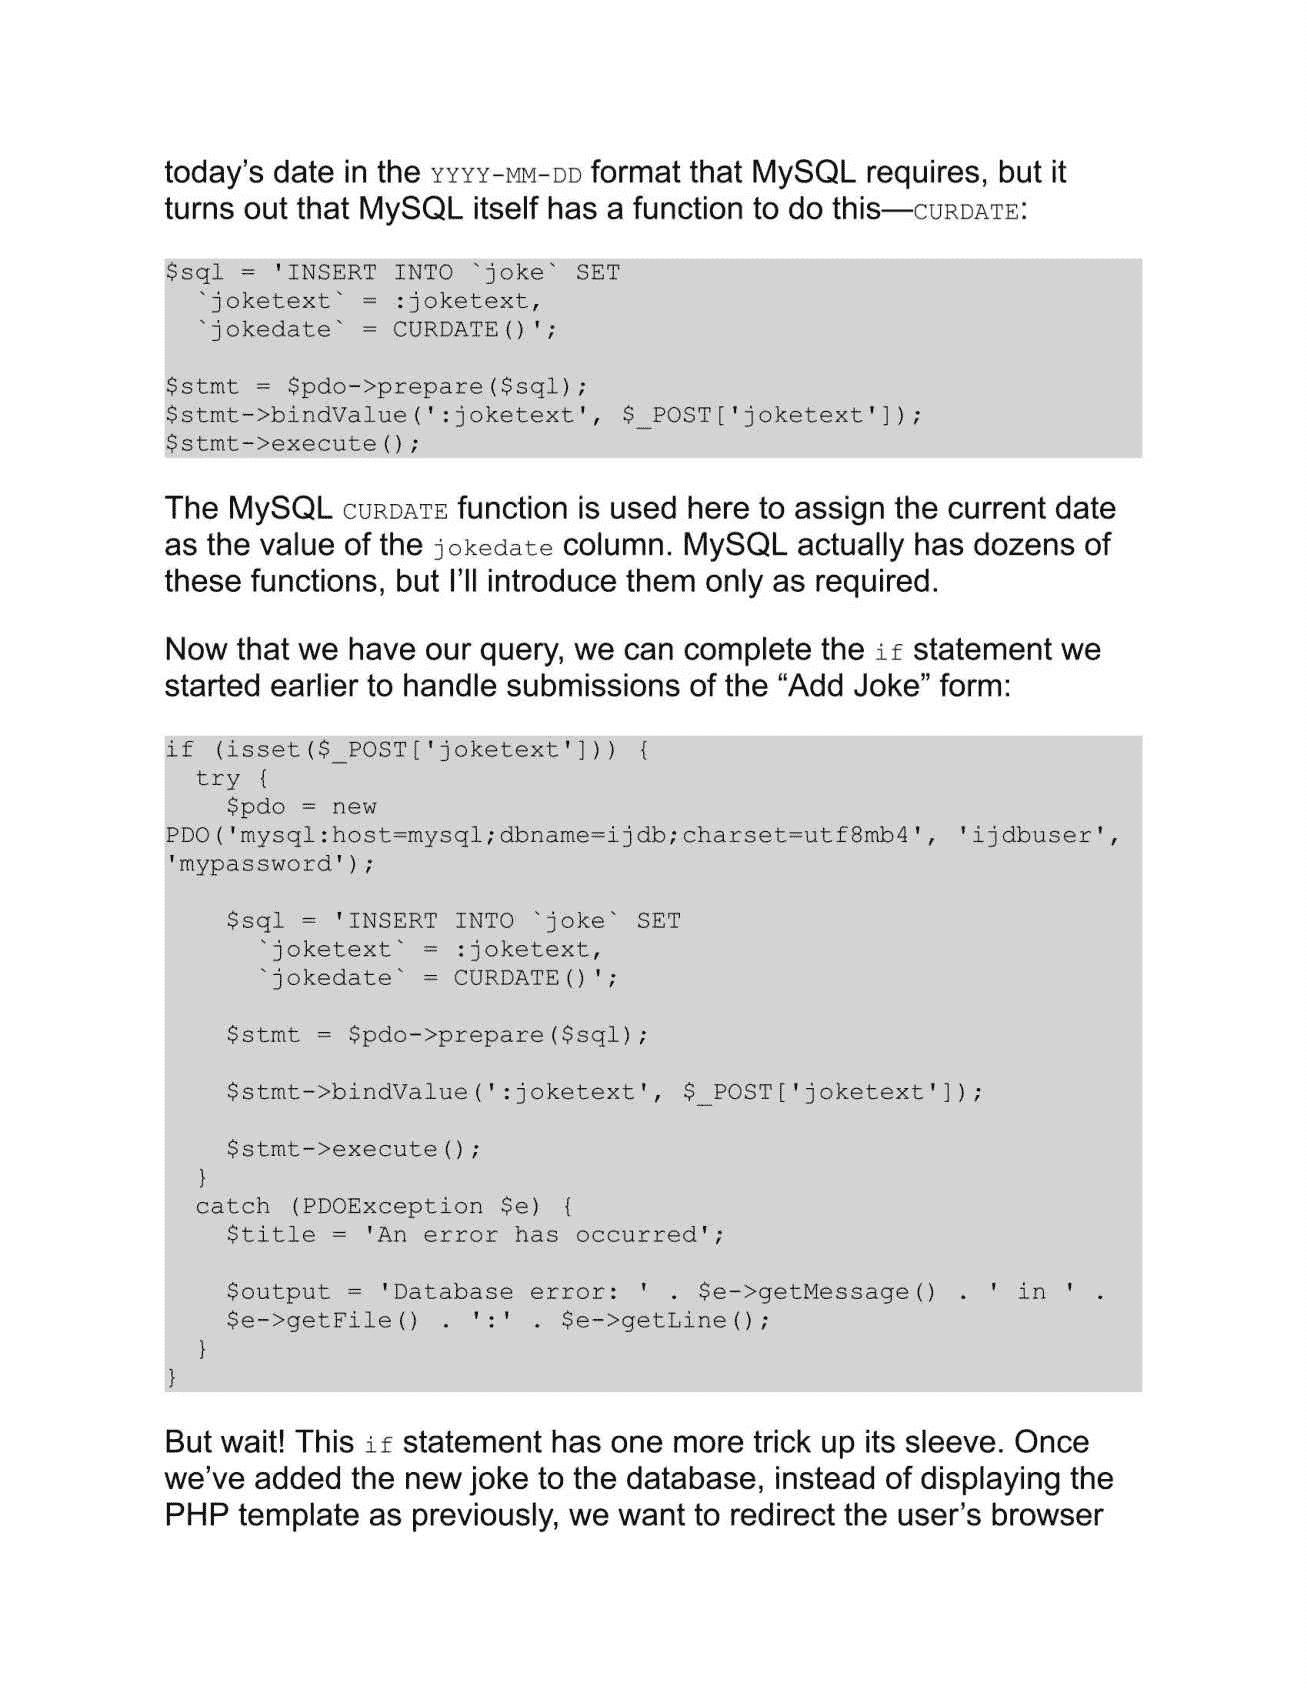 today’s date in the YYYY-MM-DD format that MySQL requires, but it
turns out that MySQL itself has a function to do this—CURDATE:
$sql = 'INSERT INTO `joke` SET
  `joketext` = :joketext,
  `jokedate` = CURDATE()';
$stmt = $pdo->prepare($sql);
$stmt->bindValue(':joketext', $_POST['joketext']);
$stmt->execute();
The MySQL CURDATE function is used here to assign the current date
as the value of the jokedate column. MySQL actually has dozens of
these functions, but I’ll introduce them only as required.
Now that we have our query, we can complete the if statement we
started earlier to handle submissions of the “Add Joke” form:
if (isset($_POST['joketext'])) {
  try {
    $pdo = new
PDO('mysql:host=mysql;dbname=ijdb;charset=utf8mb4', 'ijdbuser',
'mypassword');
    $sql = 'INSERT INTO `joke` SET
      `joketext` = :joketext,
      `jokedate` = CURDATE()';
    $stmt = $pdo->prepare($sql);
    $stmt->bindValue(':joketext', $_POST['joketext']);
    $stmt->execute();
  }
  catch (PDOException $e) {
    $title = 'An error has occurred';
    $output = 'Database error: ' . $e->getMessage() . ' in ' .
    $e->getFile() . ':' . $e->getLine();
  }
}
But wait! This if statement has one more trick up its sleeve. Once
we’ve added the new joke to the database, instead of displaying the
PHP template as previously, we want to redirect the user’s browser